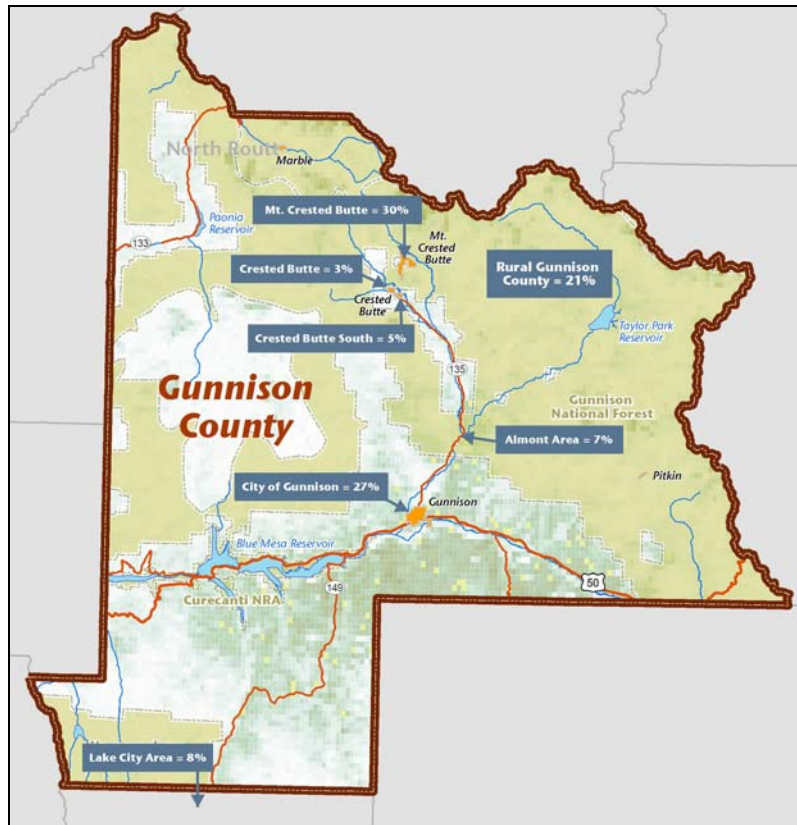 North Routt
Marble
Mt. Crested Butte = 30%
Paonia
Reservoir
133
Mt.
Crested
Butte
Crested Butte = 3%
Rural Gunnison
County = 21%
Crested
Butte
Taylor Park
Reservoir
Crested Butte South = 5%
135
Gunnison
County
Gunnison
National Forest
Almont Area = 7%
Pitkin
City of Gunnison = 27%
Gunnison
Blue Mesa Reservoir
50
149
Curecanti NRA
Lake City Area = 8%